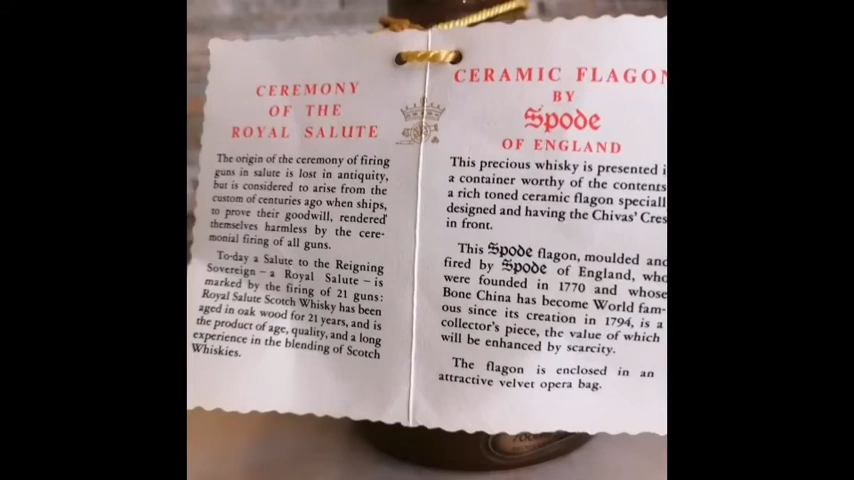 CEREMONY
OF THE
ROYAL SALUTE
The origin of the ceremony of firing
guns in salute is lost in antiquity,
but is considered to arise from the
custom of centuries ago when ships,
to prove their goodwill, rendered
themselves harmless by the cere-
monial firing of all guns.
To-day a Salute to the Reigning
Sovereign – a Royal Salute – is
marked by the firing of 21 guns:
Royal Salute Scotch Whisky has been
aged in oak wood for 21 years, and is
the product of age, quality, and a long
experience in the blending of Scotch
Whiskies.
CERAMIC FLAGON
BY
Spode
OF ENGLAND
This precious whisky is presented i
a container worthy of the contents
a rich toned ceramic flagon speciall
designed and having the Chivas' Cres
in front.
This Spode flagon, moulded and
fired by Spode of England, who
were founded in 1770 and whose
Bone China has become World fam-
ous since its creation in 1794, is a
collector's piece, the value of which
will be enhanced by scarcity.
The flagon is enclosed in an
attractive velvet opera bag.